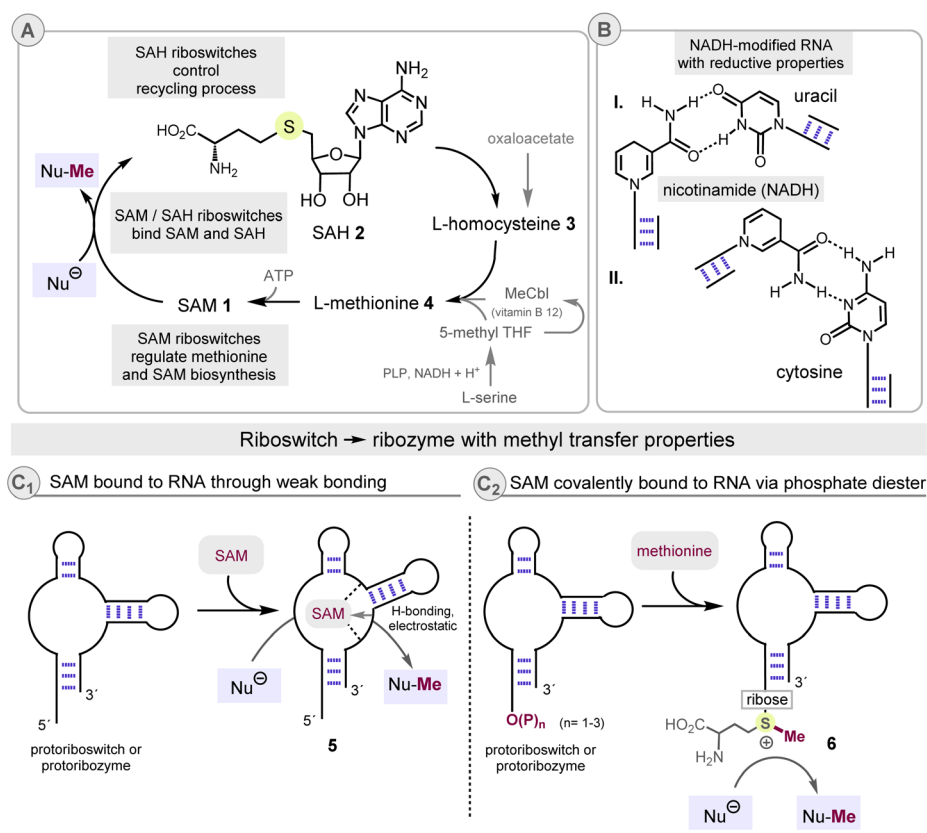 A
SAH riboswitches
control
recycling process
NH₂
N
N
N
N
HO₂C
S
O
NH₂
HO
OH
SAH 2
oxaloacetate
Nu-Me
SAM / SAH riboswitches
bind SAM and SAH
L-homocysteine 3
Nu⊖
ATP
SAM 1
L-methionine 4
MeCbl
(vitamin B 12)
5-methyl THF
SAM riboswitches
regulate methionine
and SAM biosynthesis
PLP, NADH + H⁺
L-serine
B
NADH-modified RNA
with reductive properties
I.
H
N
H
O
uracil
H
N
N
O
O
N
nicotinamide (NADH)
N
O
H
N
H
II.
N
H
H
N
O
N
cytosine
Riboswitch → ribozyme with methyl transfer properties
C₁
SAM bound to RNA through weak bonding
SAM
SAM
H-bonding,
electrostatic
Nu⊖
Nu-Me
3´
5´
3´
5´
5
protoriboswitch or
protoribozyme
C₂
SAM covalently bound to RNA via phosphate diester
methionine
3´
3´
O(P)ₙ
(n= 1-3)
ribose
protoriboswitch or
protoribozyme
HO₂C
S
⊕
Me
H₂N
6
Nu⊖
Nu-Me